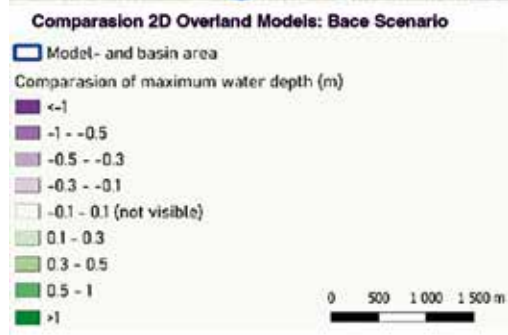 Comparasion 2D Overland Models: Bace Scenario
Model- and basin area
Comparasion of maximum water depth (m)
<-1
-1 - -0.5
-0.5 - -0.3
-0.3 - -0.1
-0.1 - 0.1 (not visible)
0.1 - 0.3
0.3 - 0.5
0.5 - 1
>1
0 500 1 000 1 500 m